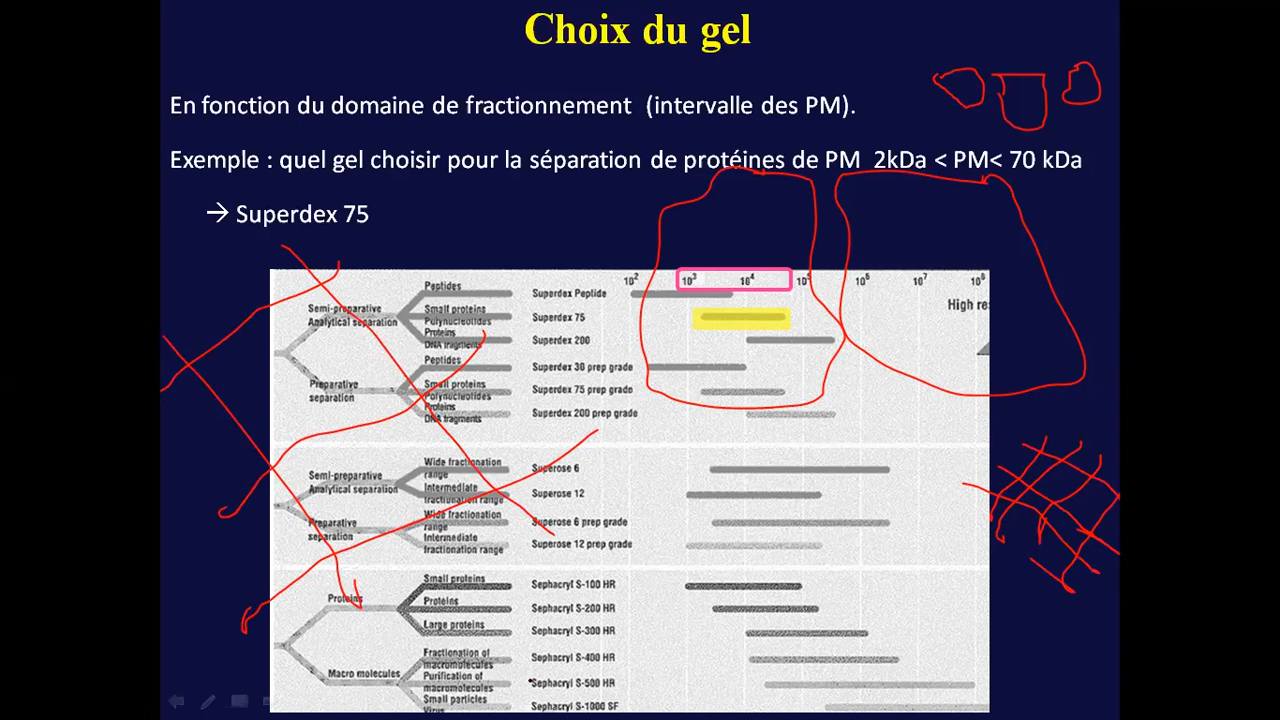 Choix du gel
En fonction du domaine de fractionnement (intervalle des PM).
Exemple : quel gel choisir pour la séparation de protéines de PM 2kDa < PM< 70 kDa
→ Superdex 75
10² 10³ 10⁴ 10⁵ 10⁶ 10⁷ 10⁸
High res
Semi-preparative
Analytical separation
Peptides
Superdex Peptide
Small proteins
Polynucleotides
Superdex 75
Proteins
DNA fragments
Superdex 200
Preparative
separation
Peptides
Superdex 30 prep grade
Small proteins
Polynucleotides
Superdex 75 prep grade
Proteins
DNA fragments
Superdex 200 prep grade
Semi-preparative
Analytical separation
Wide fractionation
range
Superose 6
Intermediate
fractionation range
Superose 12
Preparative
separation
Wide fractionation
range
Superose 6 prep grade
Intermediate
fractionation range
Superose 12 prep grade
Proteins
Small proteins
Sephacryl S-100 HR
Proteins
Sephacryl S-200 HR
Large proteins
Sephacryl S-300 HR
Macro molecules
Fractionation of
macromolecules
Sephacryl S-400 HR
Purification of
macromolecules
Sephacryl S-500 HR
Small particles
Virus
Sephacryl S-1000 SF